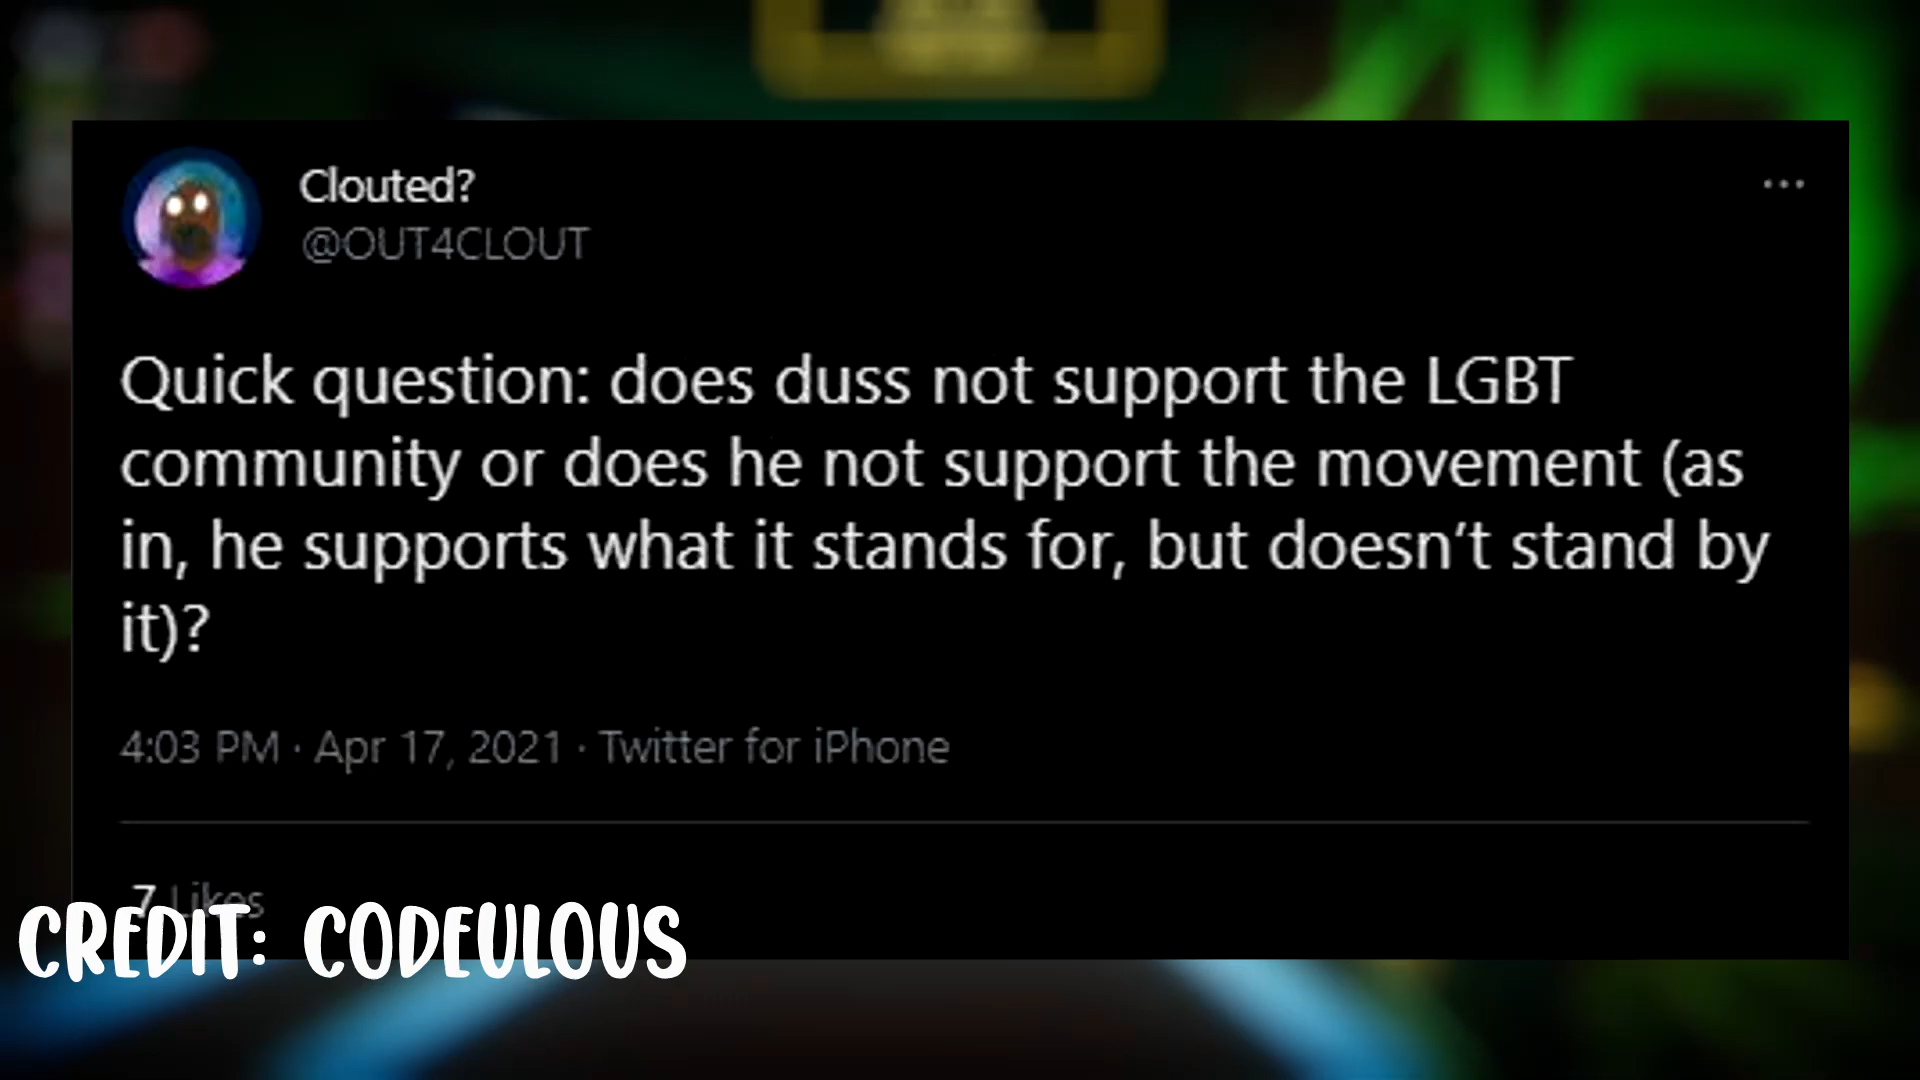 Clouted?
@OUT4CLOUT
Quick question: does duss not support the LGBT
community or does he not support the movement (as
in, he supports what it stands for, but doesn’t stand by
it)?
4:03 PM · Apr 17, 2021 · Twitter for iPhone
7 Likes
CREDIT: CODEULOUS